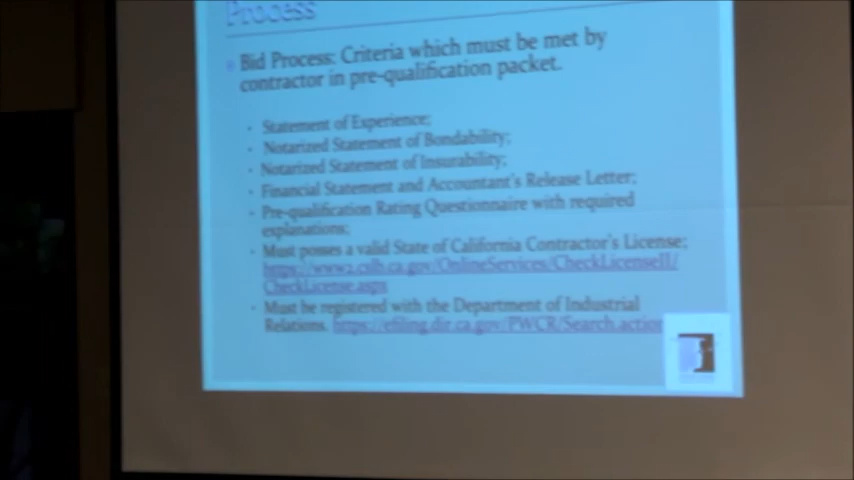 Process
Bid Process: Criteria which must be met by
contractor in pre-qualification packet.
Statement of Experience;
Notarized Statement of Bondability;
Notarized Statement of Insurability;
Financial Statement and Accountant's Release Letter;
Pre-qualification Rating Questionnaire with required
explanations;
Must posses a valid State of California Contractor's License;
https://www2.cslb.ca.gov/OnlineServices/CheckLicenseII/
CheckLicense.aspx
Must be registered with the Department of Industrial
Relations. https://efiling.dir.ca.gov/PWCR/Search.action